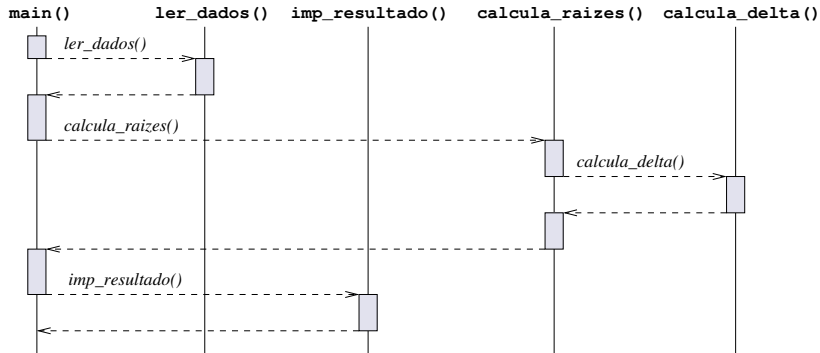 main() ler_dados() imp_resultado() calcula_raizes() calcula_delta()
ler_dados()
calcula_raizes()
calcula_delta()
imp_resultado()